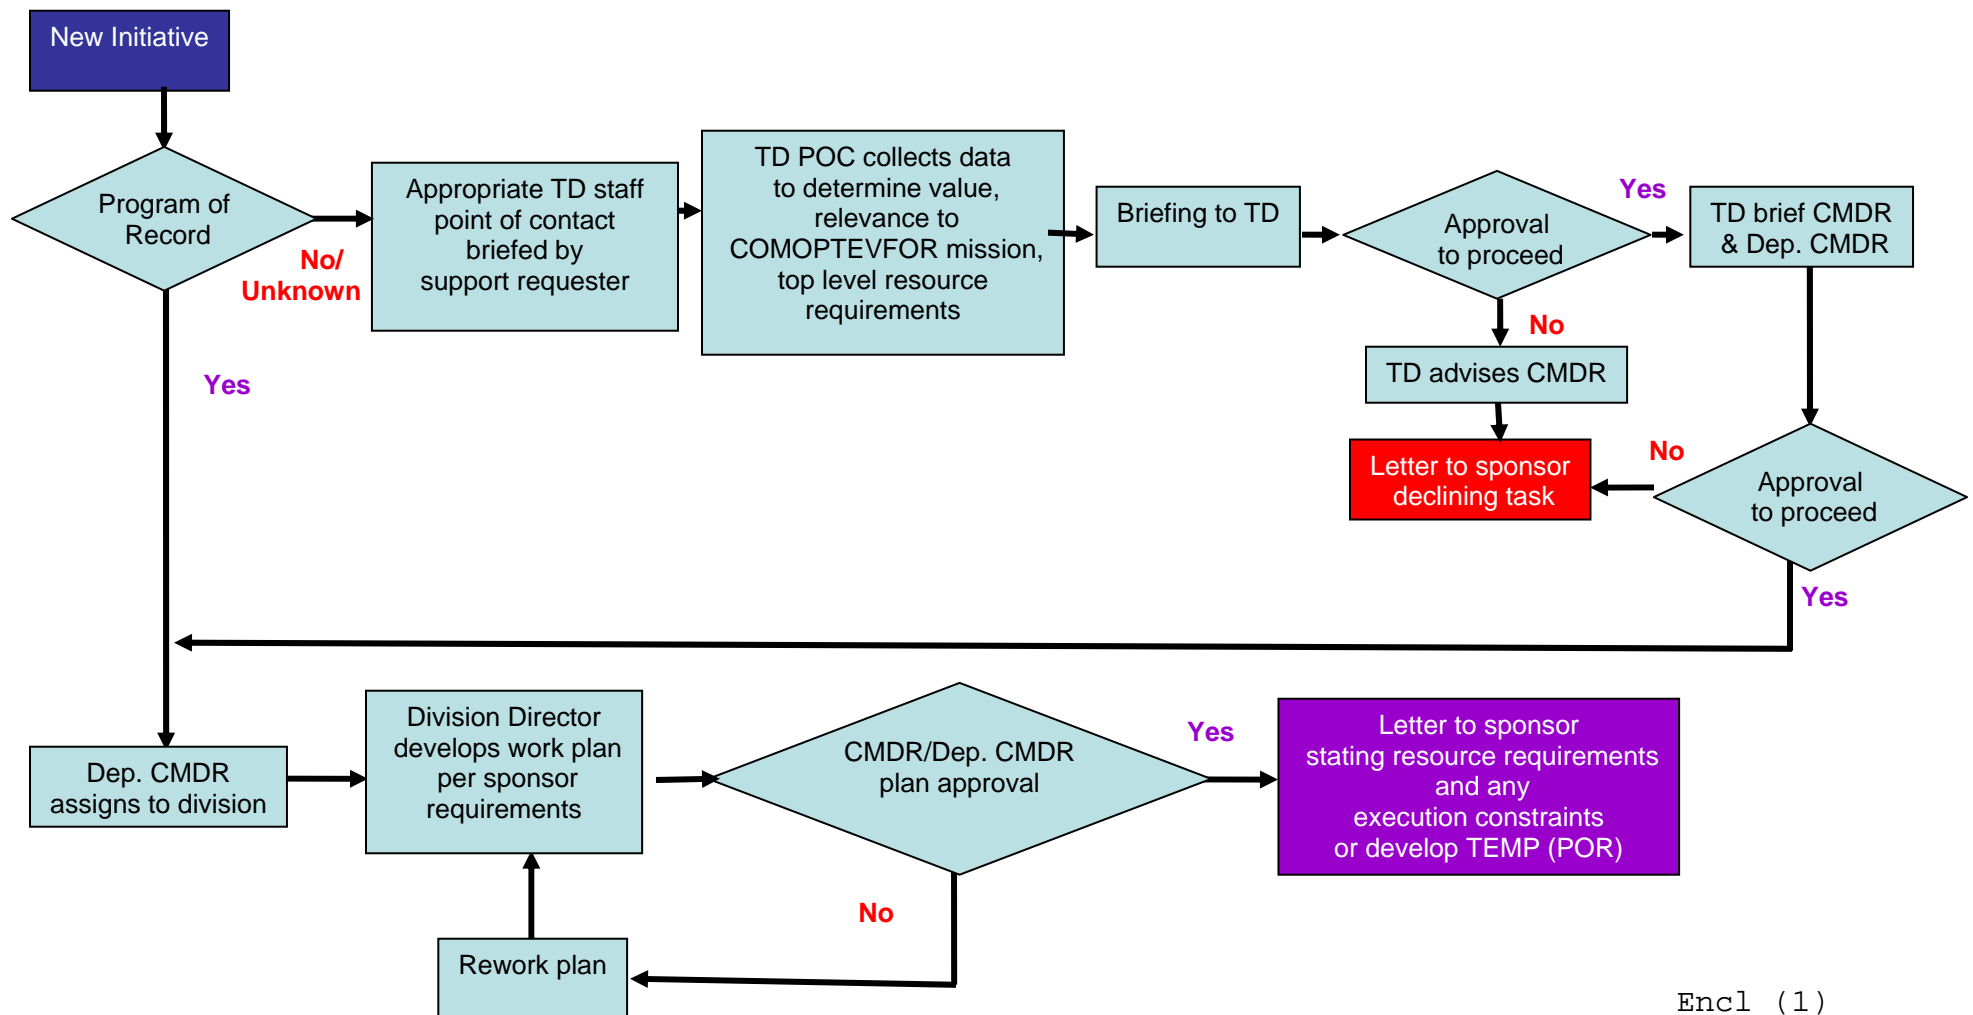 New Initiative
Program of
Record
No/
Unknown
Yes
Appropriate TD staff
point of contact
briefed by
support requester
TD POC collects data
to determine value,
relevance to
COMOPTEVFOR mission,
top level resource
requirements
Briefing to TD
Approval
to proceed
Yes
No
TD brief CMDR
& Dep. CMDR
TD advises CMDR
Letter to sponsor
declining task
No
Approval
to proceed
Yes
Dep. CMDR
assigns to division
Division Director
develops work plan
per sponsor
requirements
CMDR/Dep. CMDR
plan approval
Yes
No
Letter to sponsor
stating resource requirements
and any
execution constraints
or develop TEMP (POR)
Rework plan
Encl (1)